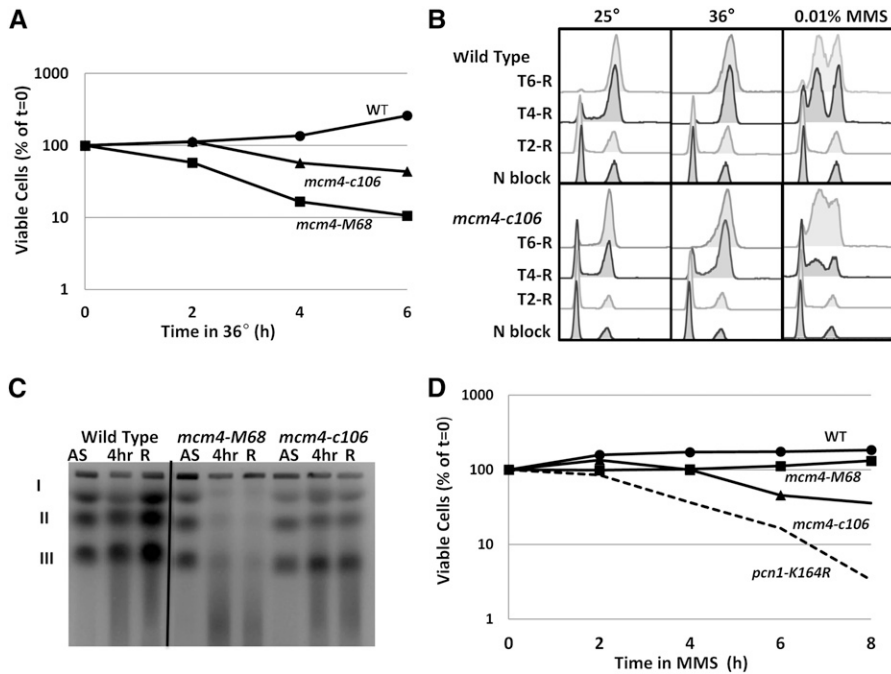 A
1000
100
10
1
Viable Cells (% of t=0)
WT
mcm4-c106
mcm4-M68
0 2 4 6
Time in 36° (h)
B
25° 36° 0.01% MMS
Wild Type
T6-R
T4-R
T2-R
N block
mcm4-c106
T6-R
T4-R
T2-R
N block
C
Wild Type mcm4-M68 mcm4-c106
AS 4hr R AS 4hr R AS 4hr R
I
II
III
D
1000
100
10
1
Viable Cells (% of t=0)
WT
mcm4-M68
mcm4-c106
pcn1-K164R
0 2 4 6 8
Time in MMS (h)